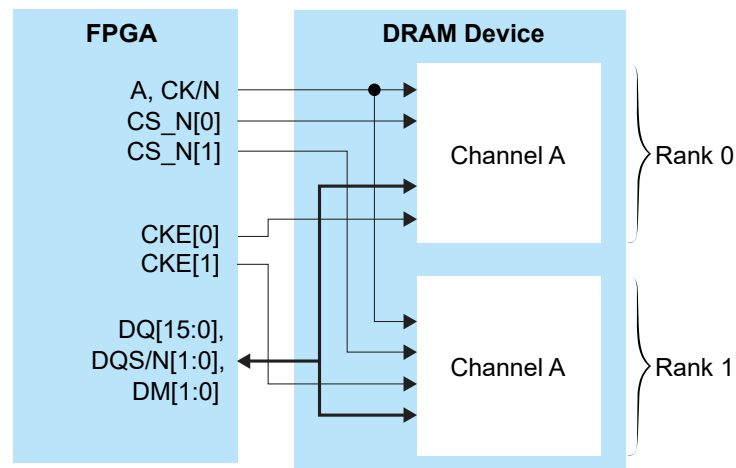 FPGA
DRAM Device
A, CK/N
CS_N[0]
CS_N[1]
Channel A
Rank 0
CKE[0]
CKE[1]
DQ[15:0],
DQS/N[1:0],
DM[1:0]
Channel A
Rank 1